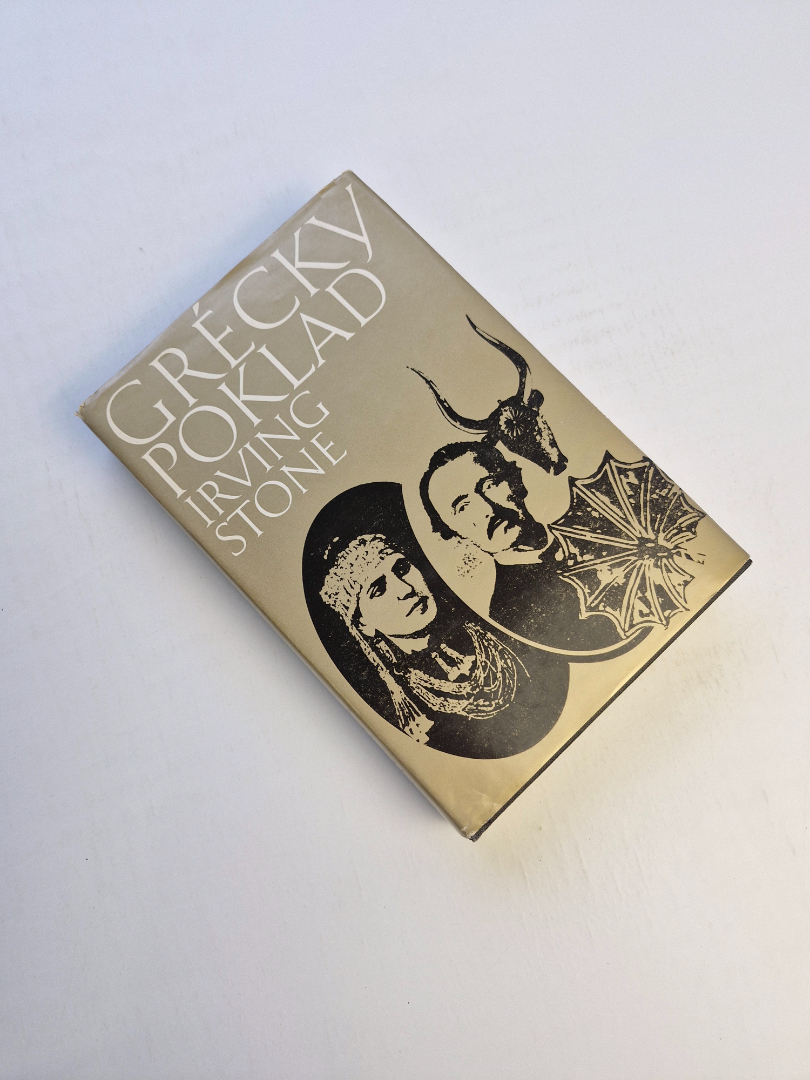 GRÉCKY
POKLAD
IRVING
STONE